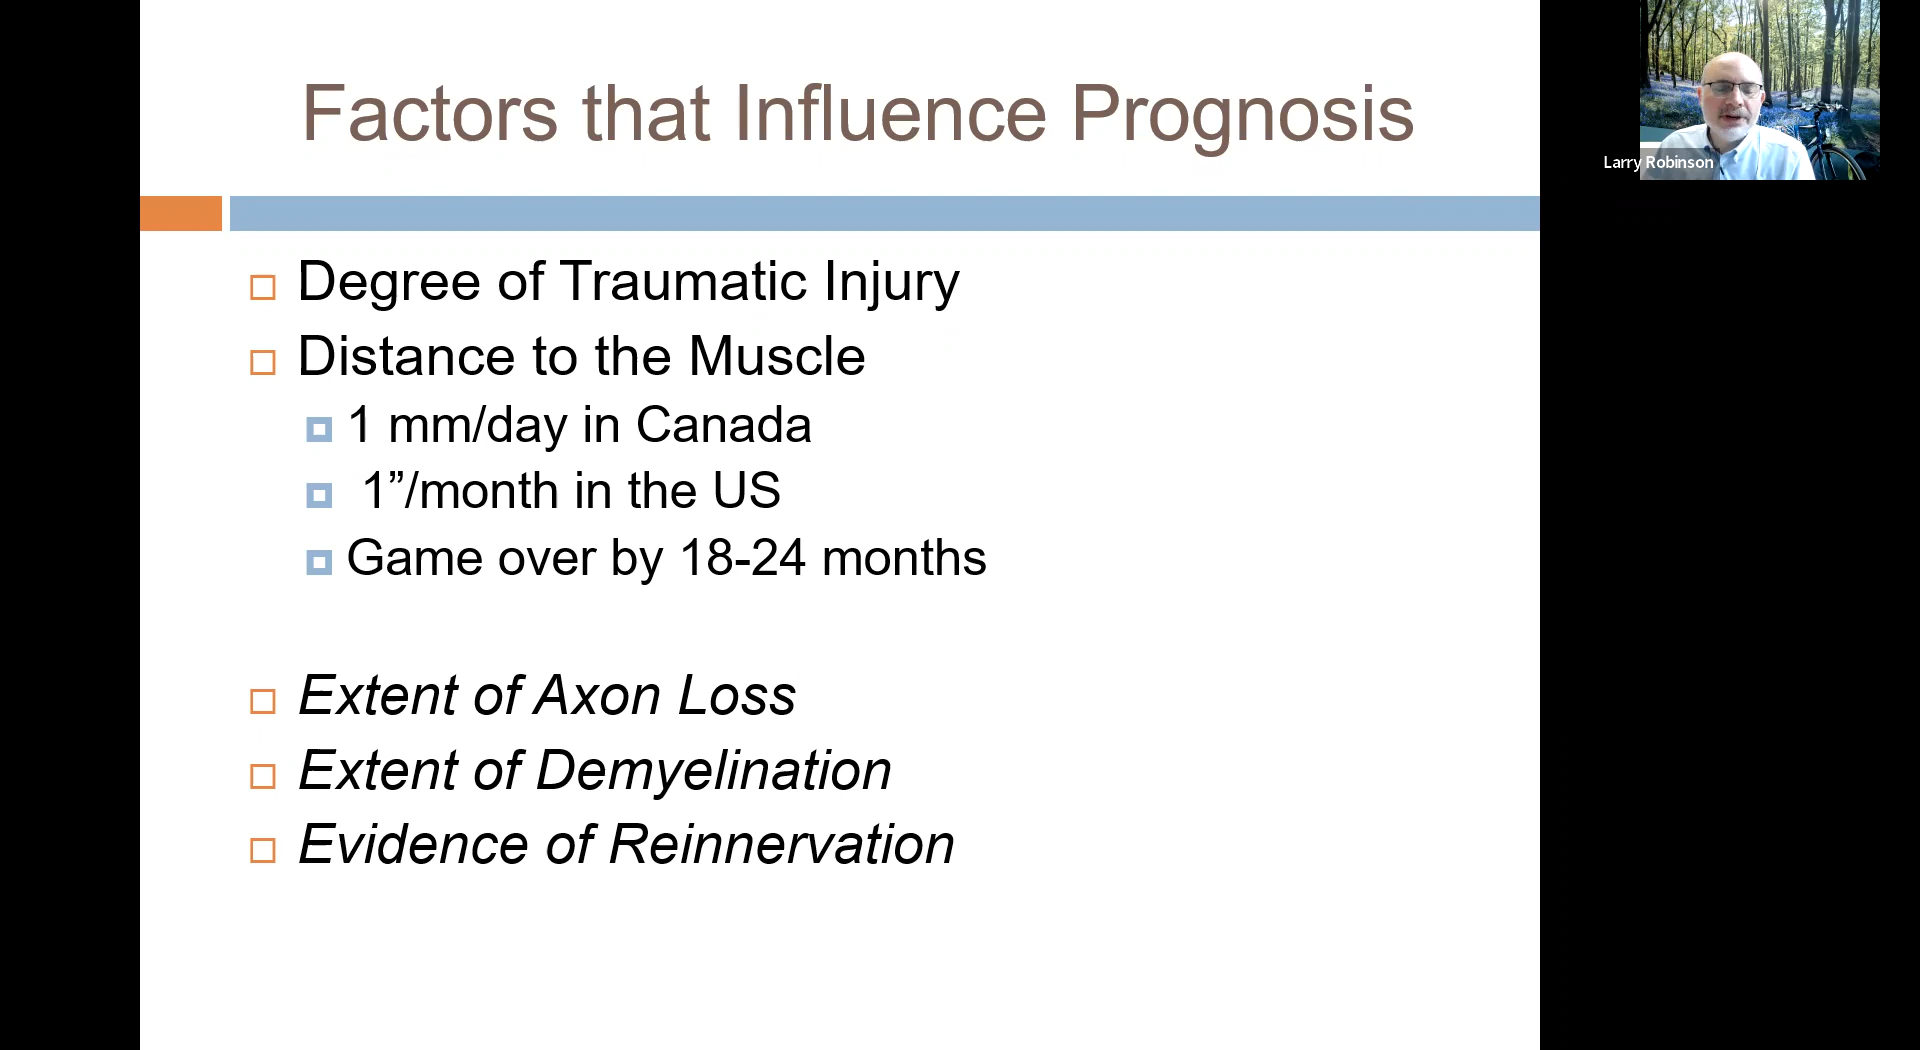 Factors that Influence Prognosis
Larry Robinson
Degree of Traumatic Injury
Distance to the Muscle
1 mm/day in Canada
1”/month in the US
Game over by 18-24 months
Extent of Axon Loss
Extent of Demyelination
Evidence of Reinnervation